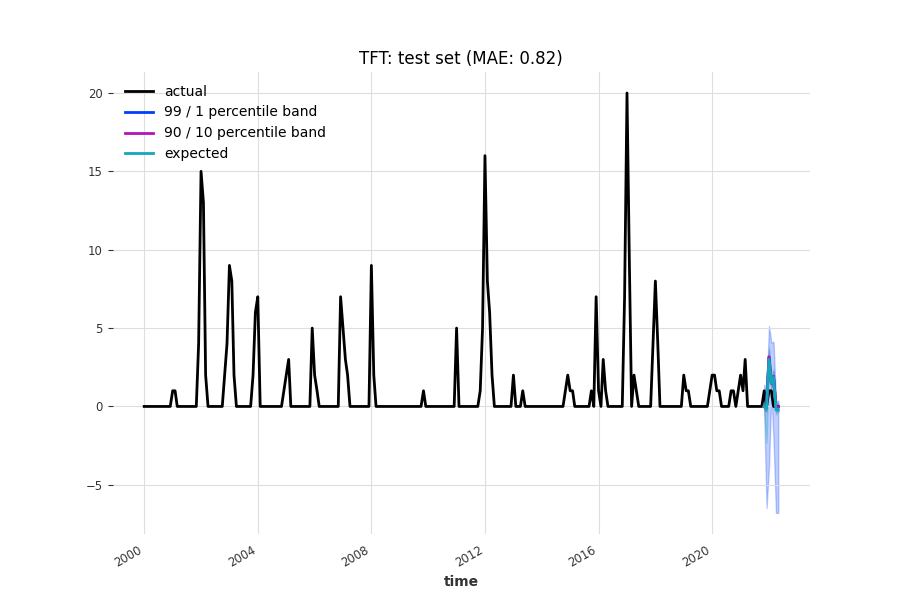 TFT: test set (MAE: 0.82)
actual
99 / 1 percentile band
90 / 10 percentile band
expected
20
15
10
5
0
−5
2000
2004
2008
2012
2016
2020
time